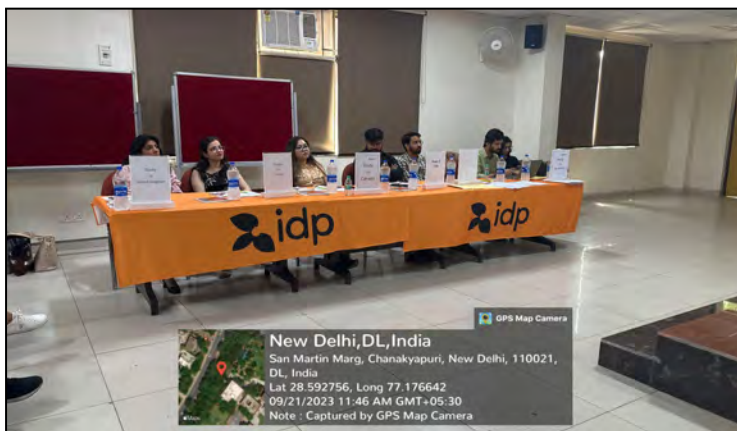 idp
idp
GPS Map Camera
New Delhi,DL,India
San Martin Marg, Chanakyapuri, New Delhi, 110021,
DL, India
Lat 28.592756, Long 77.176642
09/21/2023 11:46 AM GMT+05:30
Note : Captured by GPS Map Camera